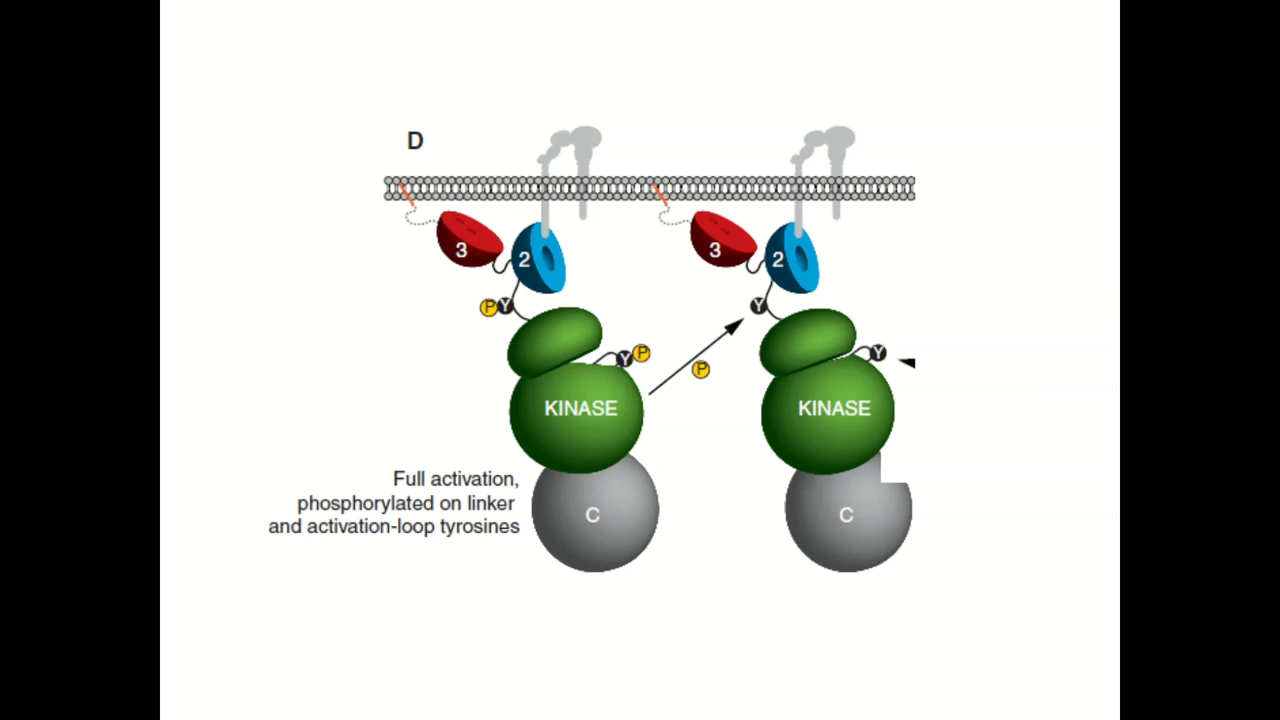 D
3
2
3
2
P Y
Y
Y P
P
Y
KINASE
KINASE
Full activation,
phosphorylated on linker
and activation-loop tyrosines
C
C